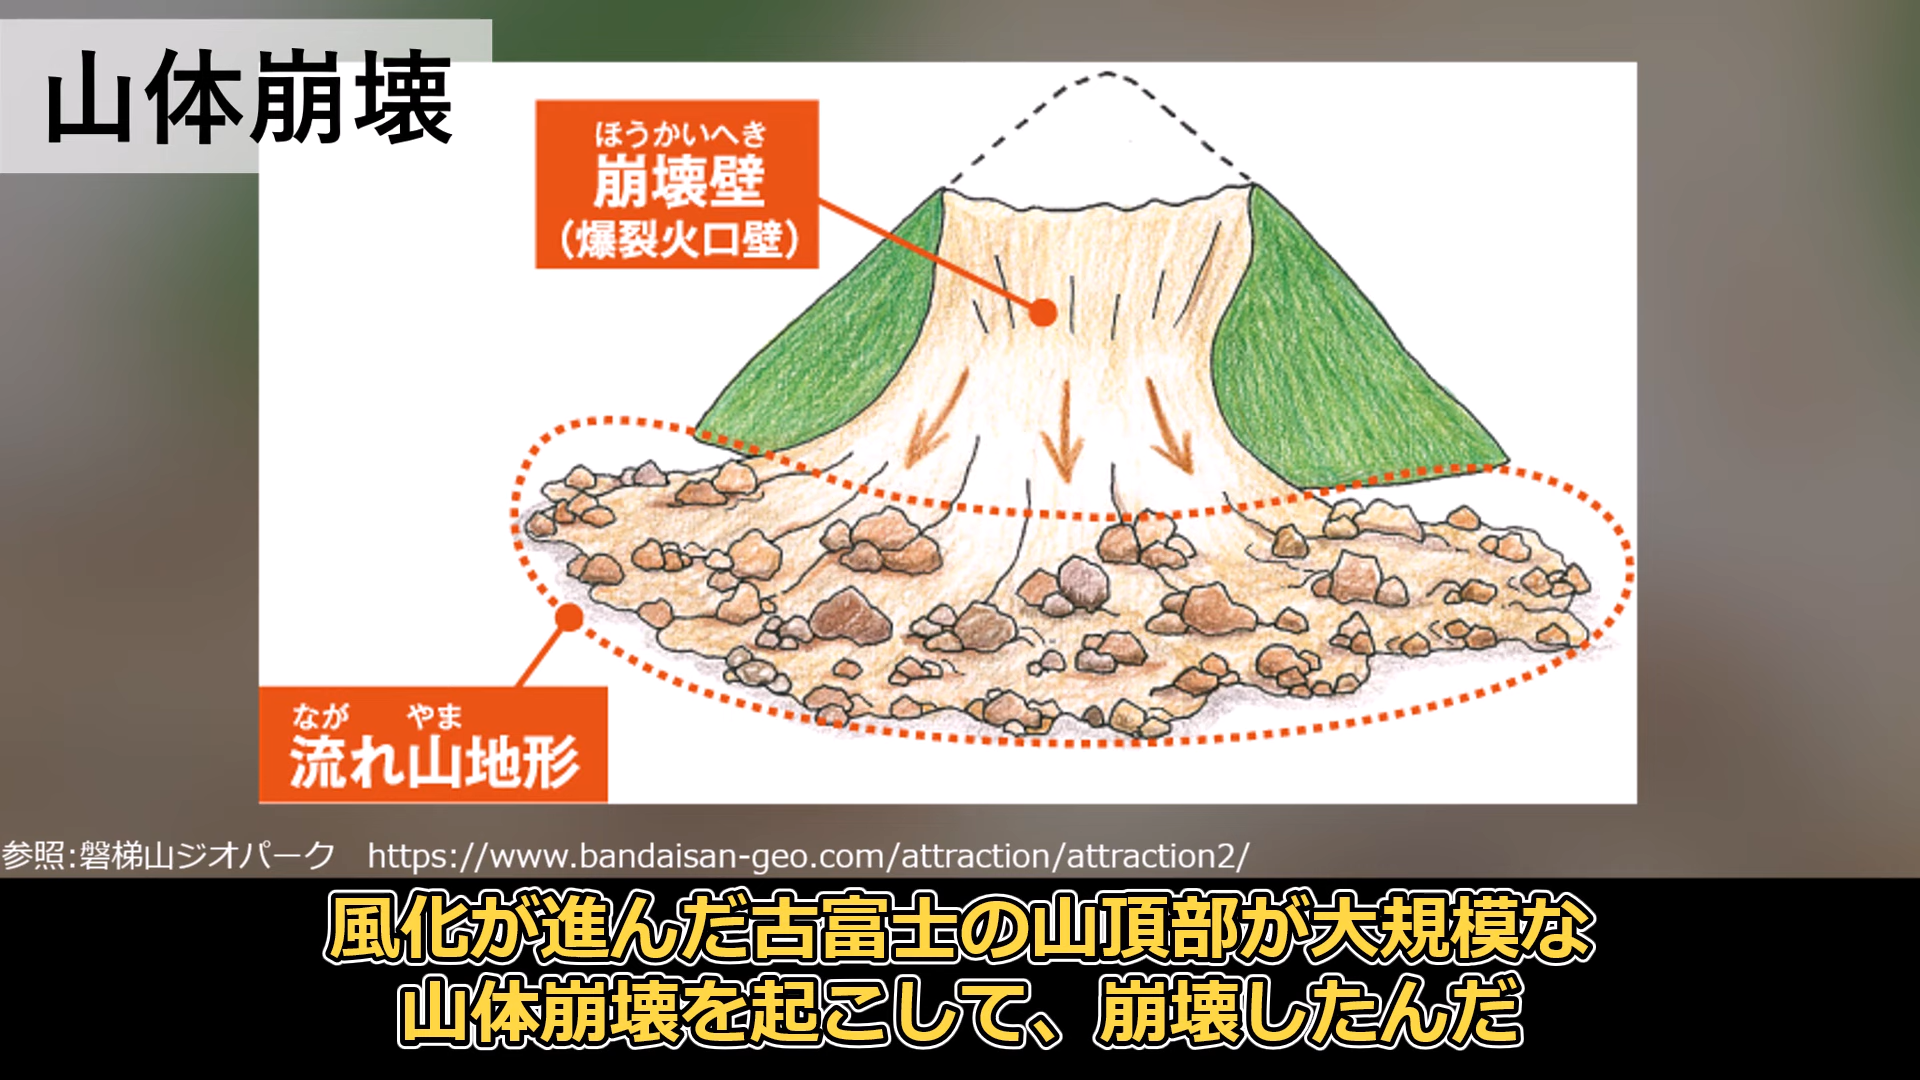 山体崩壊
ほうかいへき
崩壊壁
（爆裂火口壁）
なが やま
流れ山地形
参照:磐梯山ジオパーク https://www.bandaisan-geo.com/attraction/attraction2/
風化が進んだ古富士の山頂部が大規模な
山体崩壊を起こして、崩壊したんだ